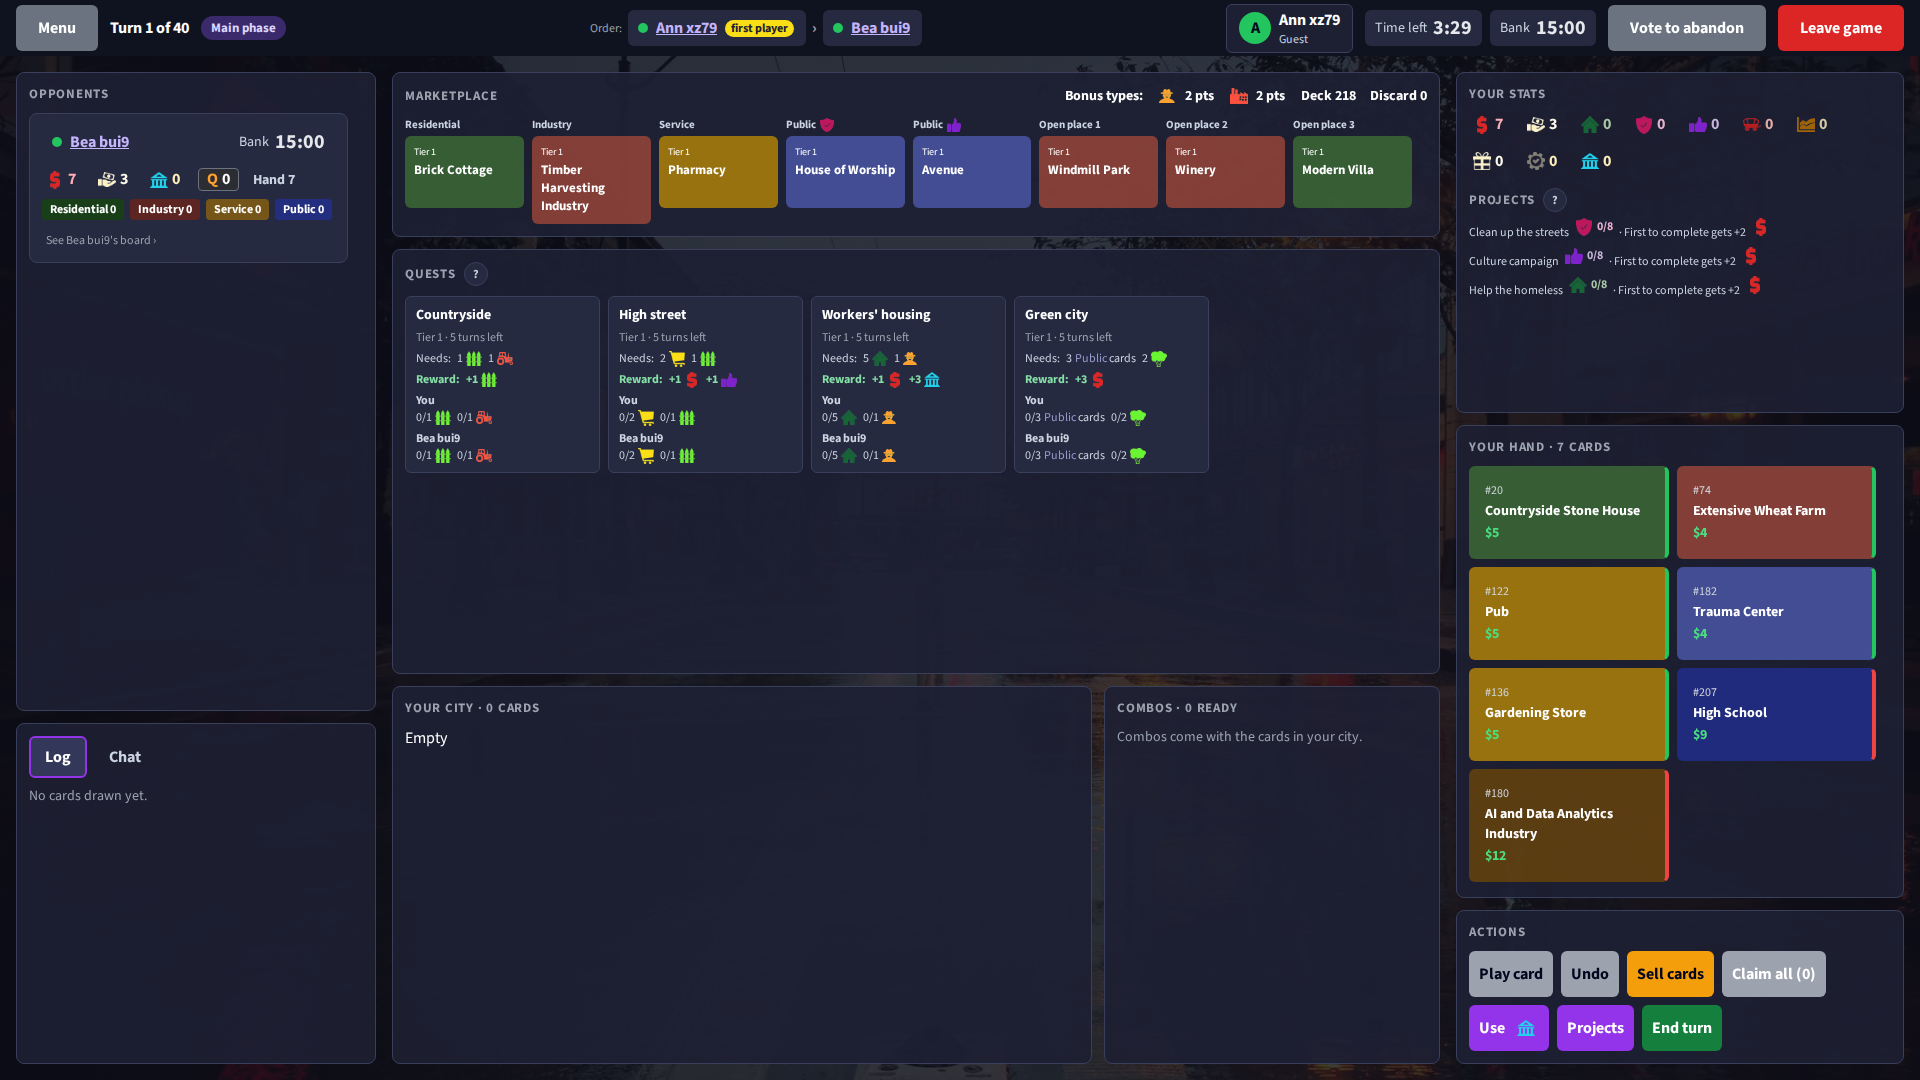 Menu
Turn 1 of 40
Main phase
Order: Ann xz79 first player › Bea bui9
A
Ann xz79
Guest
Time left 3:29
Bank 15:00
Vote to abandon
Leave game
OPPONENTS
Bea bui9 Bank 15:00
7 3 0 Q 0 Hand 7
Residential 0 Industry 0 Service 0 Public 0
See Bea bui9's board ›
MARKETPLACE
Bonus types: 2 pts 2 pts Deck 218 Discard 0
Residential
Tier 1
Brick Cottage
Industry
Tier 1
Timber
Harvesting
Industry
Service
Tier 1
Pharmacy
Public
Tier 1
House of Worship
Public
Tier 1
Avenue
Open place 1
Tier 1
Windmill Park
Open place 2
Tier 1
Winery
Open place 3
Tier 1
Modern Villa
QUESTS ?
Countryside
Tier 1 · 5 turns left
Needs: 1 1
Reward: +1
You
0/1 0/1
Bea bui9
0/1 0/1
High street
Tier 1 · 5 turns left
Needs: 2 1
Reward: +1 +1
You
0/2 0/1
Bea bui9
0/2 0/1
Workers' housing
Tier 1 · 5 turns left
Needs: 5 1
Reward: +1 +3
You
0/5 0/1
Bea bui9
0/5 0/1
Green city
Tier 1 · 5 turns left
Needs: 3 Public cards 2
Reward: +3
You
0/3 Public cards 0/2
Bea bui9
0/3 Public cards 0/2
YOUR CITY · 0 CARDS
Empty
COMBOS · 0 READY
Combos come with the cards in your city.
Log
Chat
No cards drawn yet.
YOUR STATS
7 3 0 0 0 0 0
0 0 0
PROJECTS ?
Clean up the streets 0/8 · First to complete gets +2
Culture campaign 0/8 · First to complete gets +2
Help the homeless 0/8 · First to complete gets +2
YOUR HAND · 7 CARDS
#20
Countryside Stone House
$5
#74
Extensive Wheat Farm
$4
#122
Pub
$5
#182
Trauma Center
$4
#136
Gardening Store
$5
#207
High School
$9
#180
AI and Data Analytics
Industry
$12
ACTIONS
Play card
Undo
Sell cards
Claim all (0)
Use
Projects
End turn